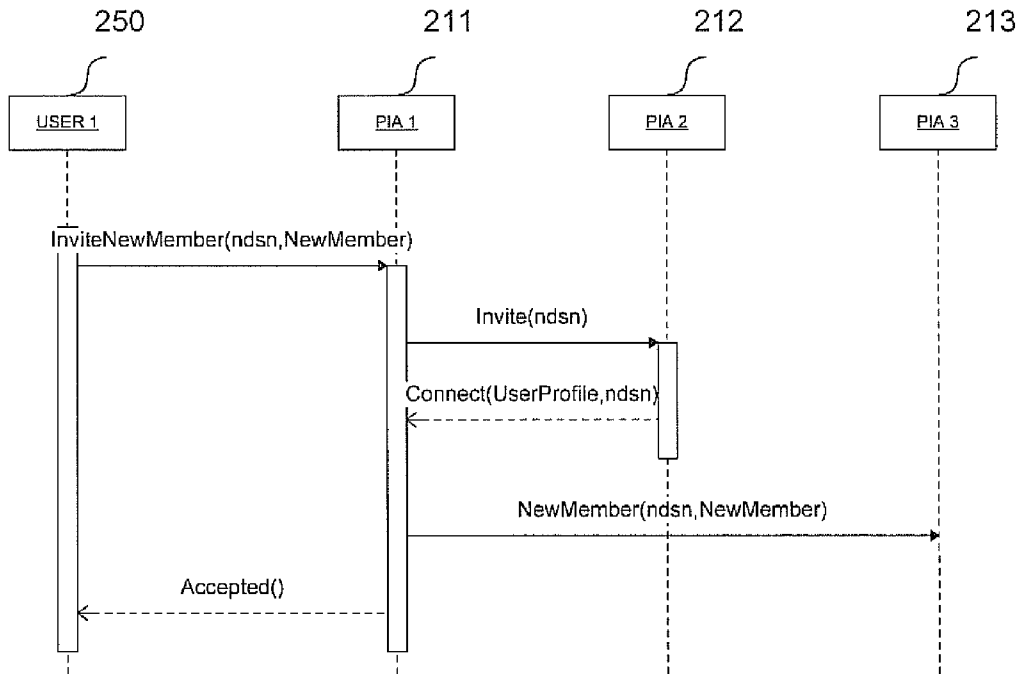 250
211
212
213
USER 1
PIA 1
PIA 2
PIA 3
InviteNewMember(ndsn,NewMember)
Invite(ndsn)
Connect(UserProfile,ndsn)
NewMember(ndsn,NewMember)
Accepted()